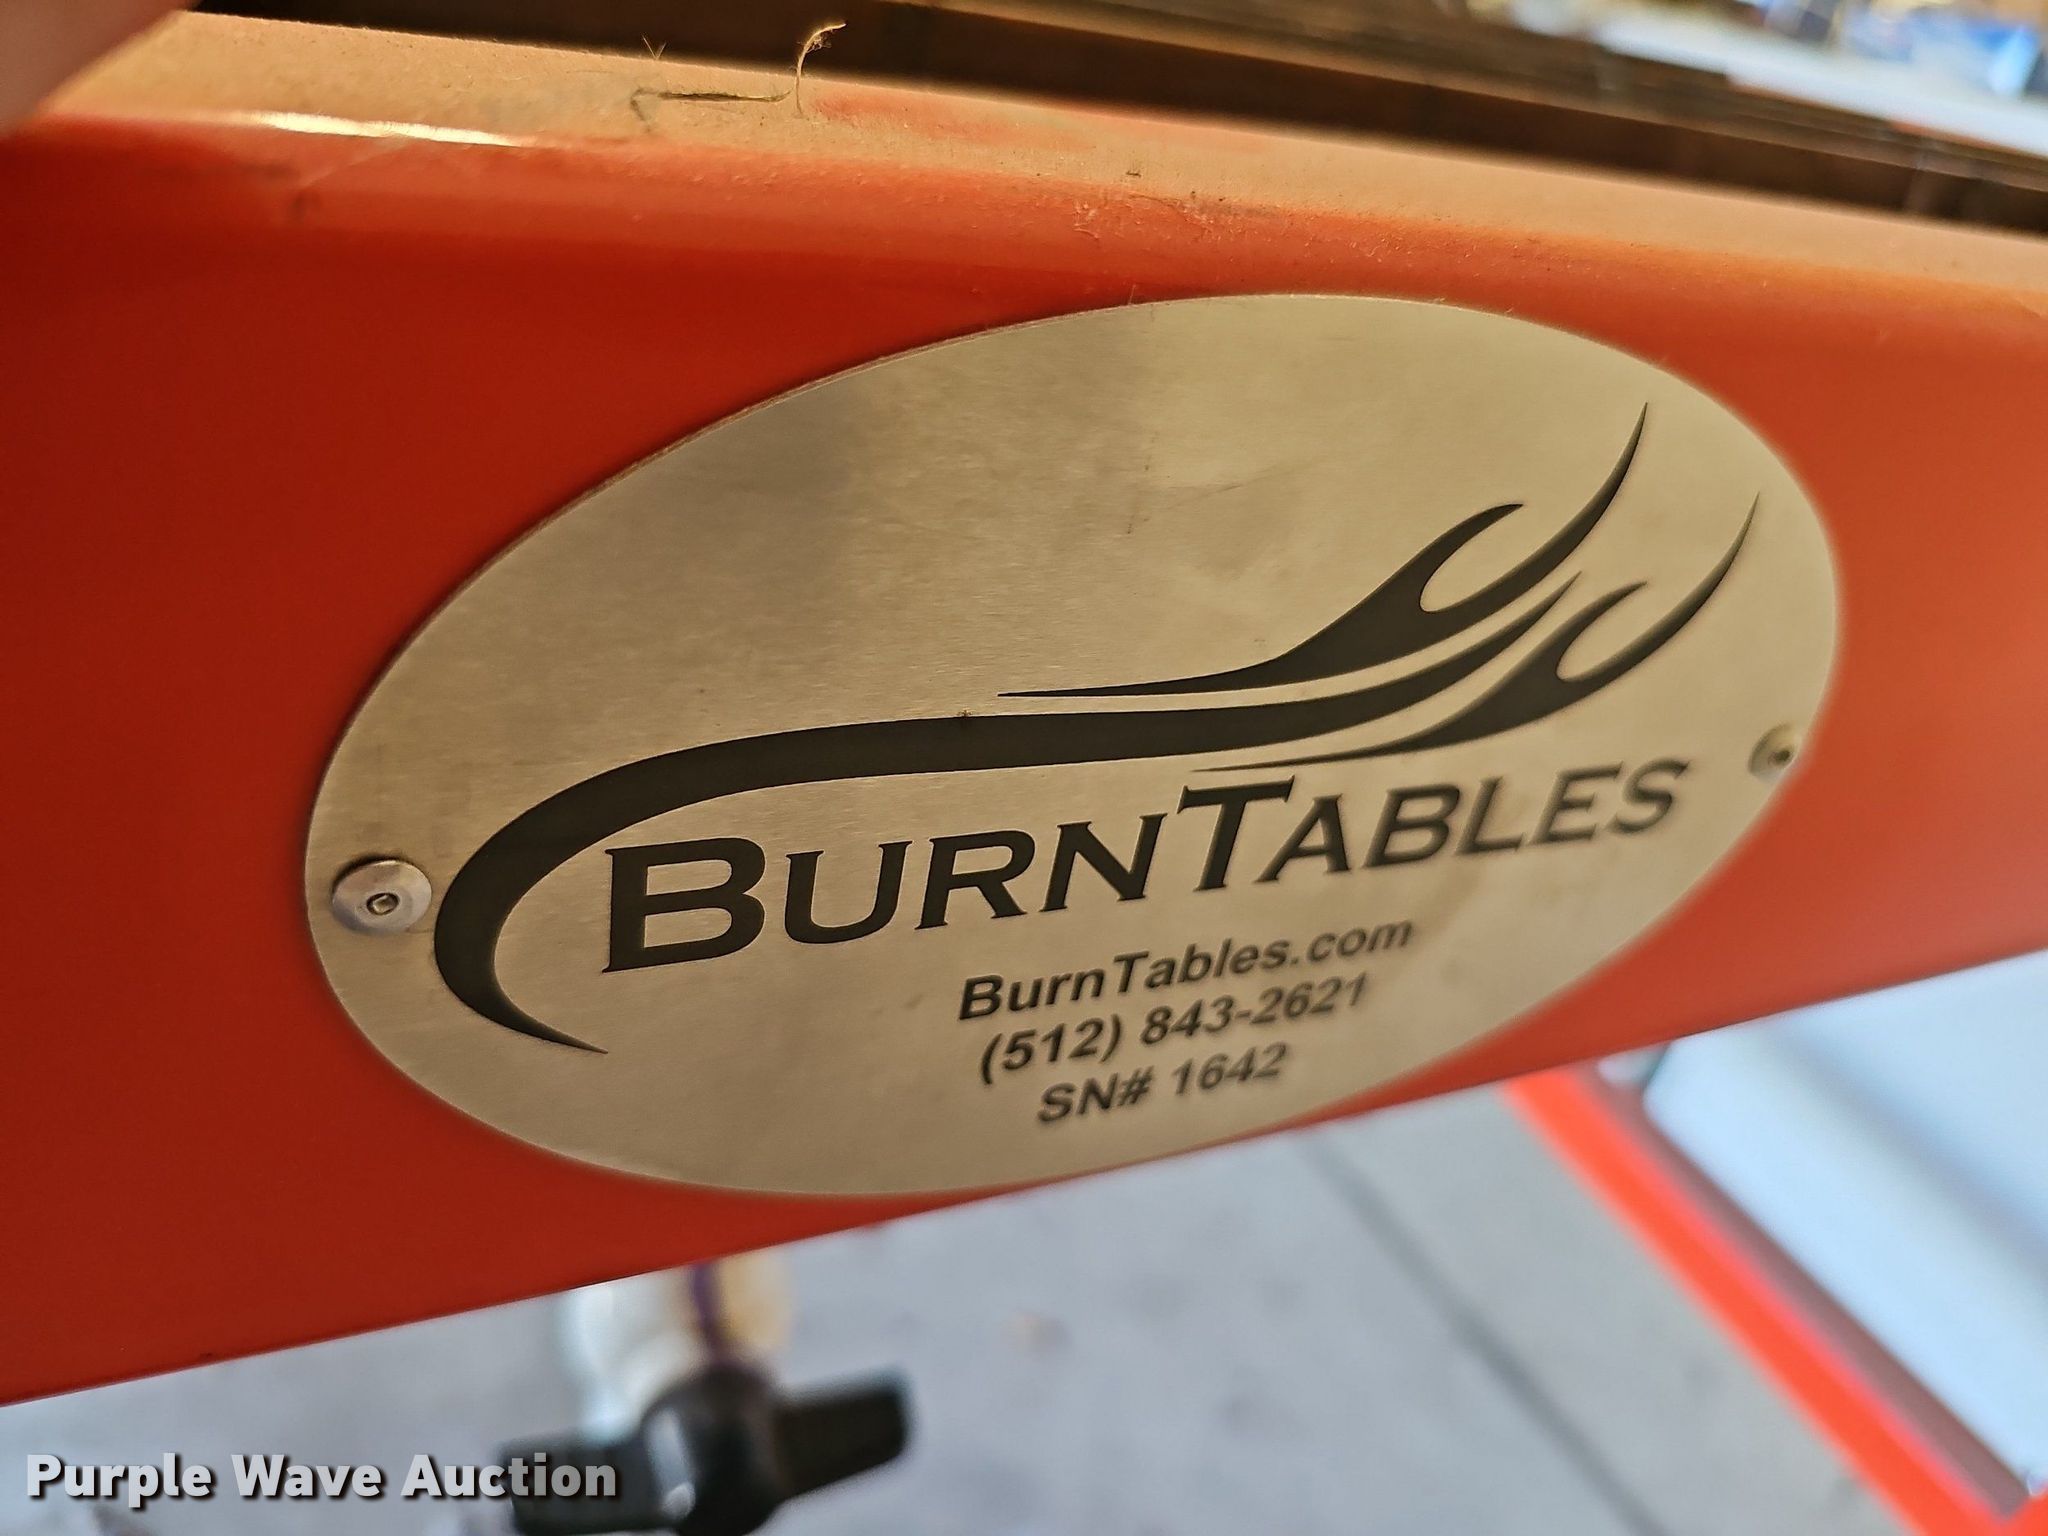 BURNTABLES
BurnTables.com
(512) 843-2621
SN# 1642
Purple Wave Auction